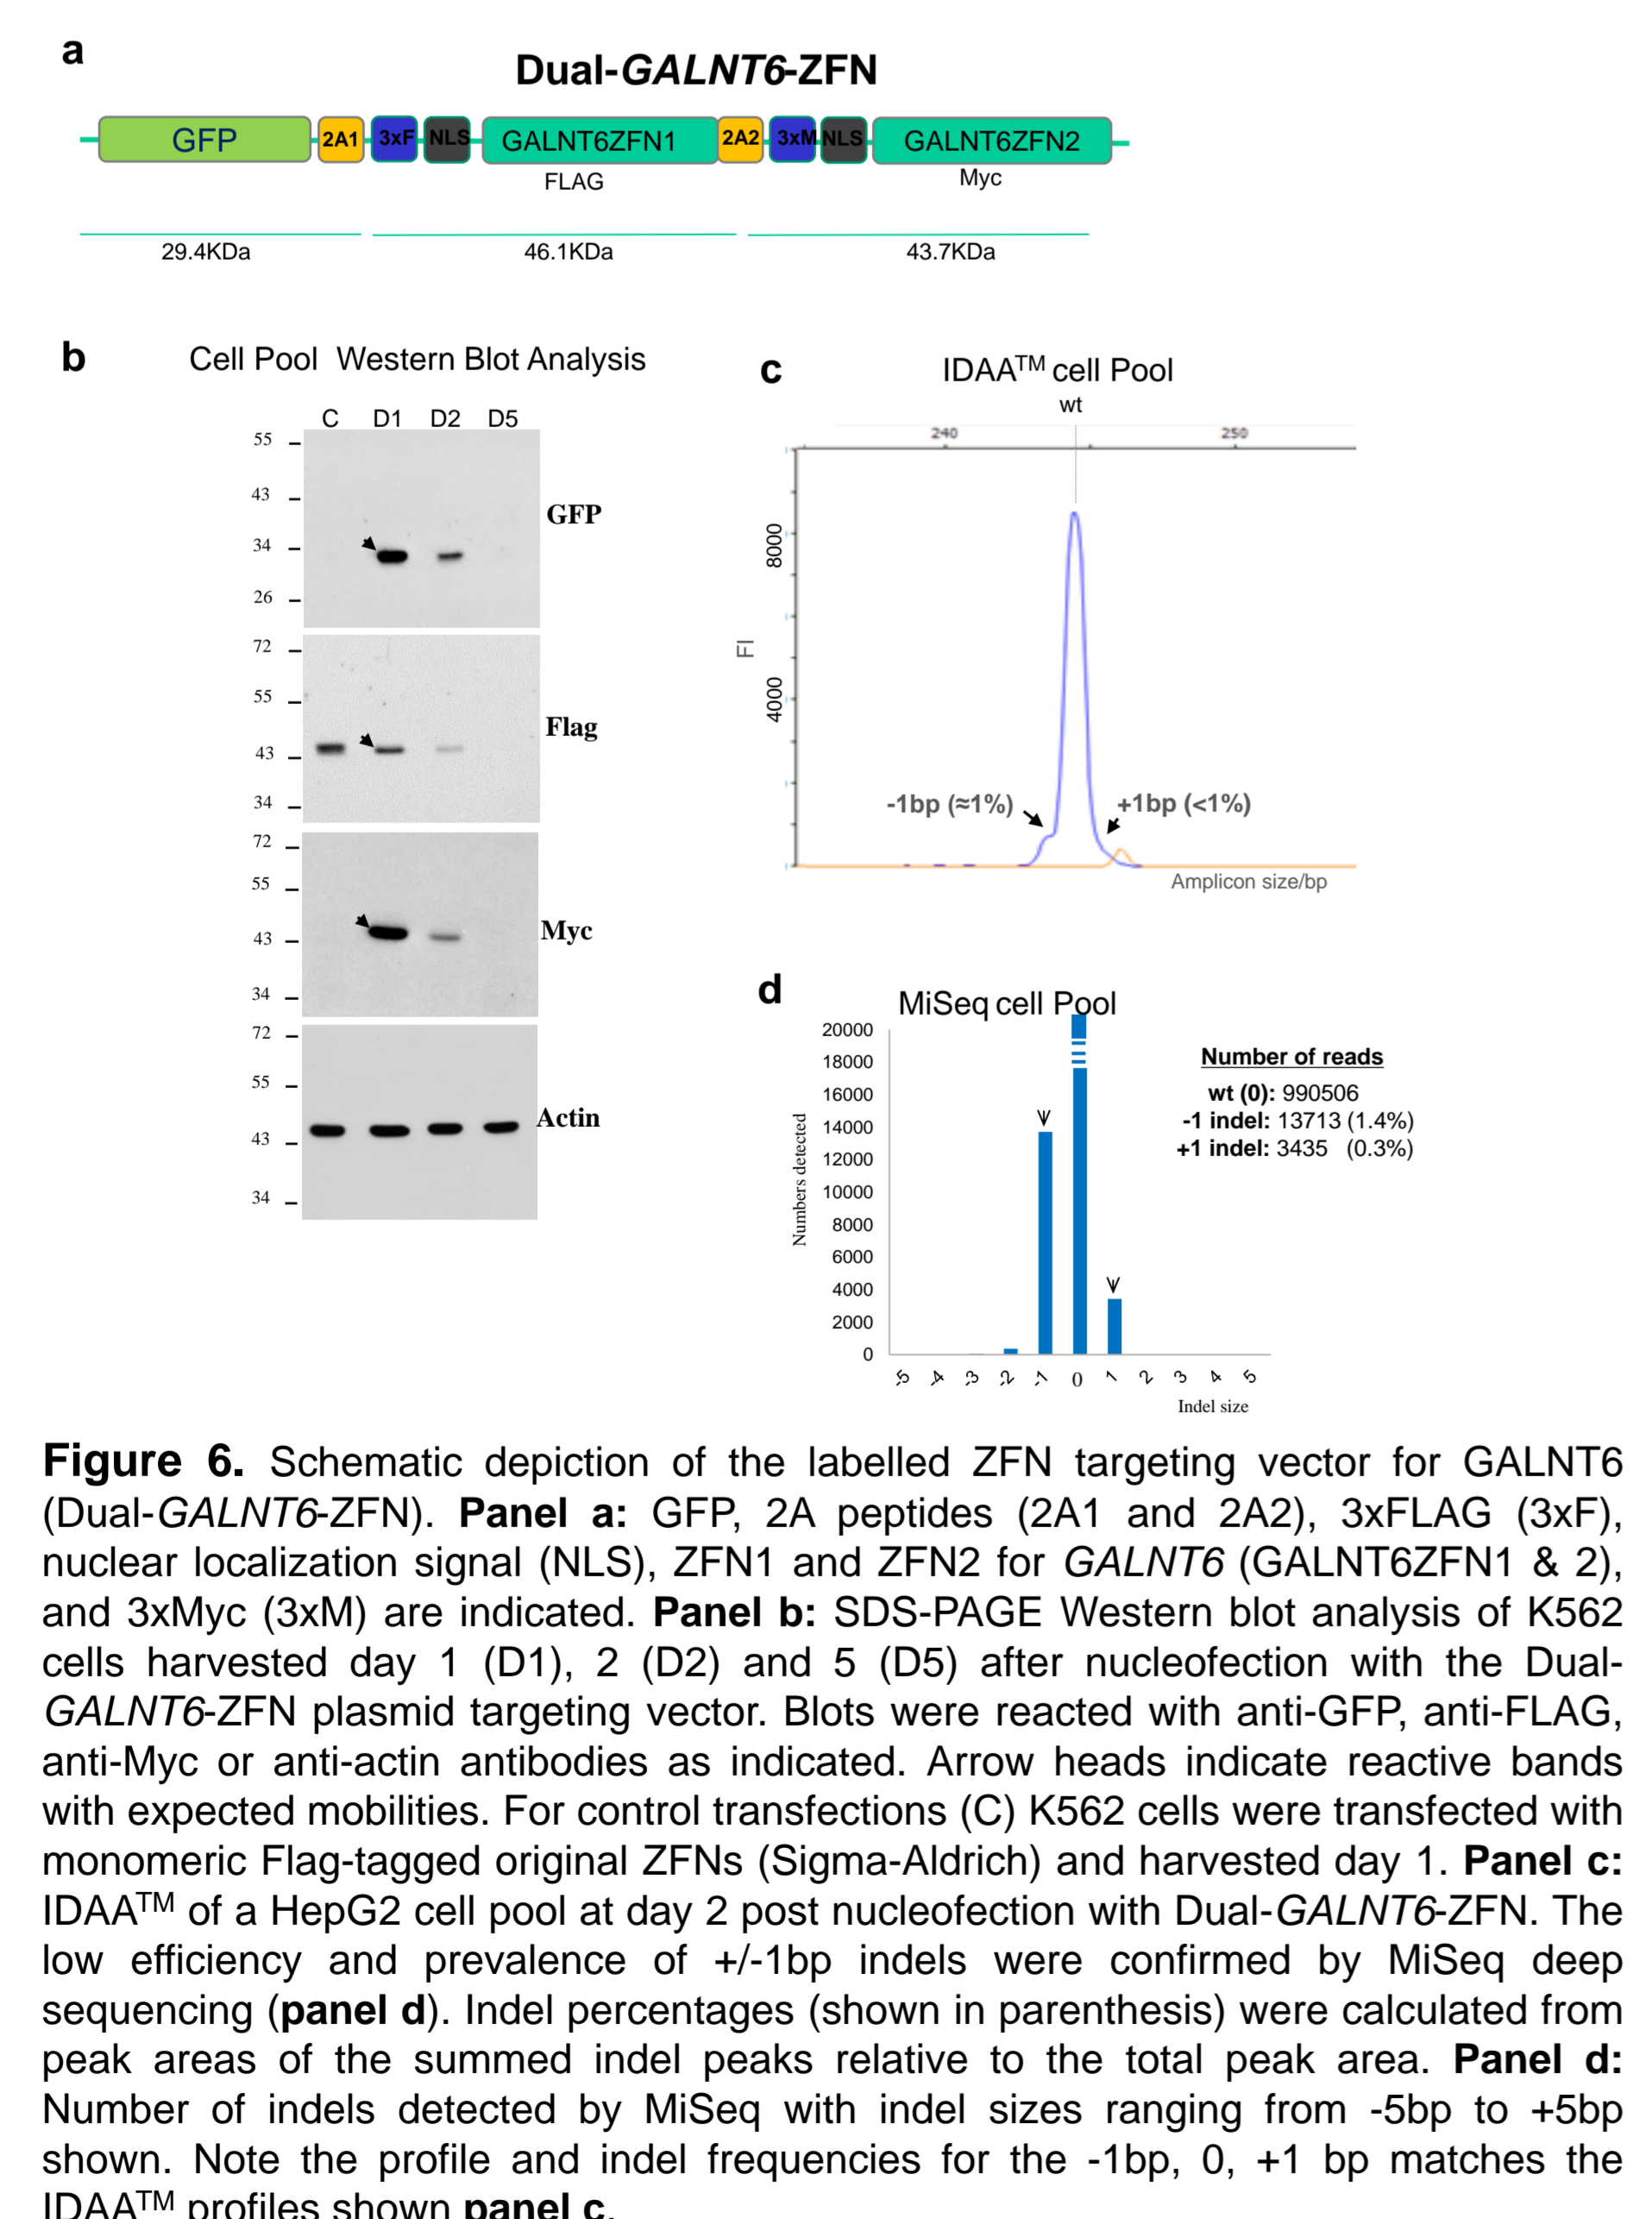 a
Dual-GALNT6-ZFN
GFP 2A1 3xF NLS GALNT6ZFN1 2A2 3xM NLS GALNT6ZFN2
FLAG Myc
29.4KDa 46.1KDa 43.7KDa
b
Cell Pool Western Blot Analysis
C D1 D2 D5
55
43
34
26
GFP
72
55
43
34
Flag
72
55
43
34
Myc
72
55
43
34
Actin
c
IDAATM cell Pool
wt
240 250
8000
4000
FI
-1bp (≈1%) +1bp (<1%)
Amplicon size/bp
d
MiSeq cell Pool
20000
18000
16000
14000
12000
10000
8000
6000
4000
2000
0
Numbers detected
-5 -4 -3 -2 -1 0 1 2 3 4 5
Indel size
Number of reads
wt (0): 990506
-1 indel: 13713 (1.4%)
+1 indel: 3435 (0.3%)
Figure 6. Schematic depiction of the labelled ZFN targeting vector for GALNT6
(Dual-GALNT6-ZFN). Panel a: GFP, 2A peptides (2A1 and 2A2), 3xFLAG (3xF),
nuclear localization signal (NLS), ZFN1 and ZFN2 for GALNT6 (GALNT6ZFN1 & 2),
and 3xMyc (3xM) are indicated. Panel b: SDS-PAGE Western blot analysis of K562
cells harvested day 1 (D1), 2 (D2) and 5 (D5) after nucleofection with the Dual-
GALNT6-ZFN plasmid targeting vector. Blots were reacted with anti-GFP, anti-FLAG,
anti-Myc or anti-actin antibodies as indicated. Arrow heads indicate reactive bands
with expected mobilities. For control transfections (C) K562 cells were transfected with
monomeric Flag-tagged original ZFNs (Sigma-Aldrich) and harvested day 1. Panel c:
IDAATM of a HepG2 cell pool at day 2 post nucleofection with Dual-GALNT6-ZFN. The
low efficiency and prevalence of +/-1bp indels were confirmed by MiSeq deep
sequencing (panel d). Indel percentages (shown in parenthesis) were calculated from
peak areas of the summed indel peaks relative to the total peak area. Panel d:
Number of indels detected by MiSeq with indel sizes ranging from -5bp to +5bp
shown. Note the profile and indel frequencies for the -1bp, 0, +1 bp matches the
IDAATM profiles shown panel c.